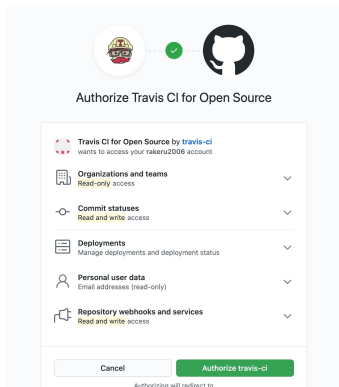 Authorize Travis CI for Open Source
Travis CI for Open Source by travis-ci
wants to access your rakeru2006 account
Organizations and teams
Read-only access
Commit statuses
Read and write access
Deployments
Manage deployments and deployment status
Personal user data
Email addresses (read-only)
Repository webhooks and services
Read and write access
Cancel
Authorize travis-ci
Authorizing will redirect to